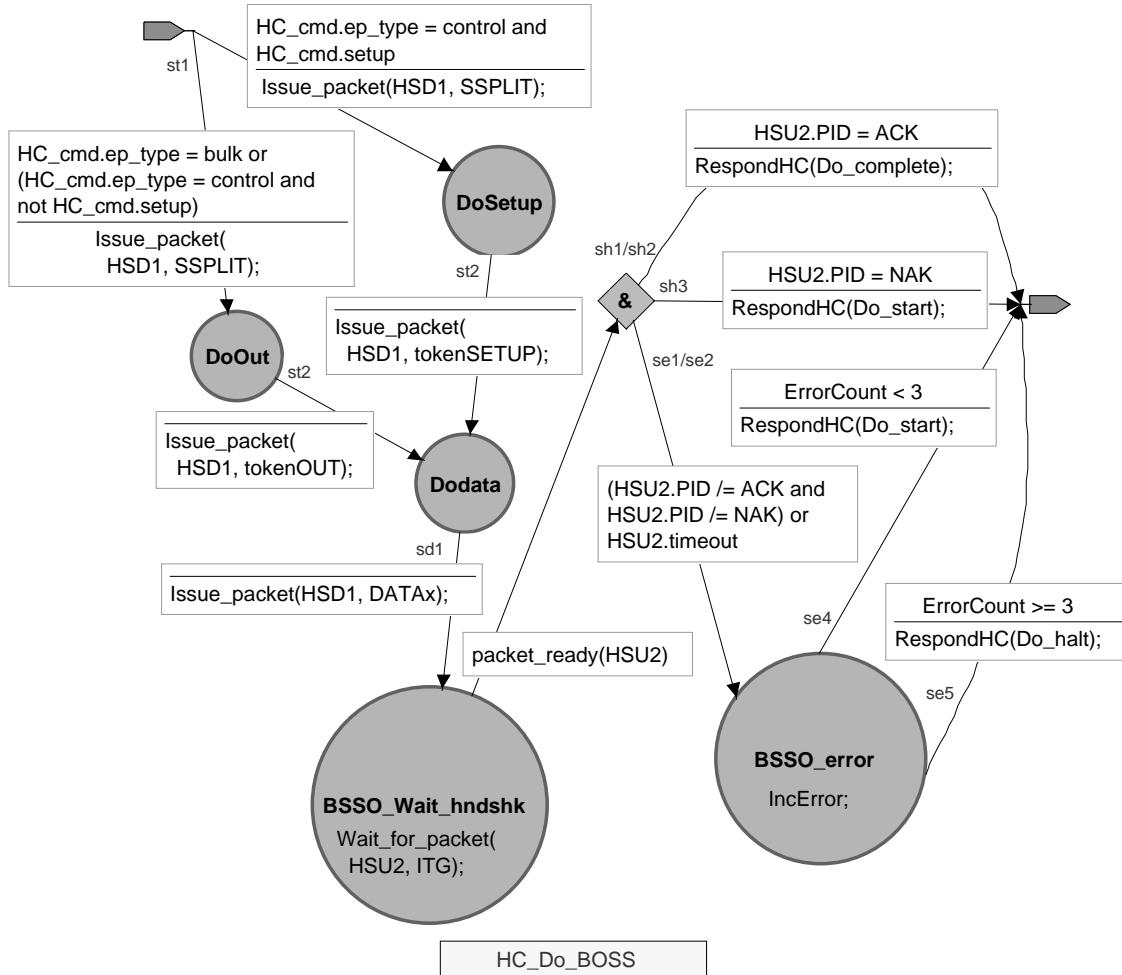 HC_cmd.ep_type = control and
HC_cmd.setup
Issue_packet(HSD1, SSPLIT);
st1
HC_cmd.ep_type = bulk or
(HC_cmd.ep_type = control and
not HC_cmd.setup)
Issue_packet(
HSD1, SSPLIT);
DoSetup
HSU2.PID = ACK
RespondHC(Do_complete);
sh1/sh2
st2
HSU2.PID = NAK
RespondHC(Do_start);
sh3
&
Issue_packet(
HSD1, tokenSETUP);
DoOut
st2
se1/se2
ErrorCount < 3
RespondHC(Do_start);
Issue_packet(
HSD1, tokenOUT);
Dodata
(HSU2.PID /= ACK and
HSU2.PID /= NAK) or
HSU2.timeout
sd1
Issue_packet(HSD1, DATAx);
ErrorCount >= 3
RespondHC(Do_halt);
se4
packet_ready(HSU2)
se5
BSSO_error
IncError;
BSSO_Wait_hndshk
Wait_for_packet(
HSU2, ITG);
HC_Do_BOSS